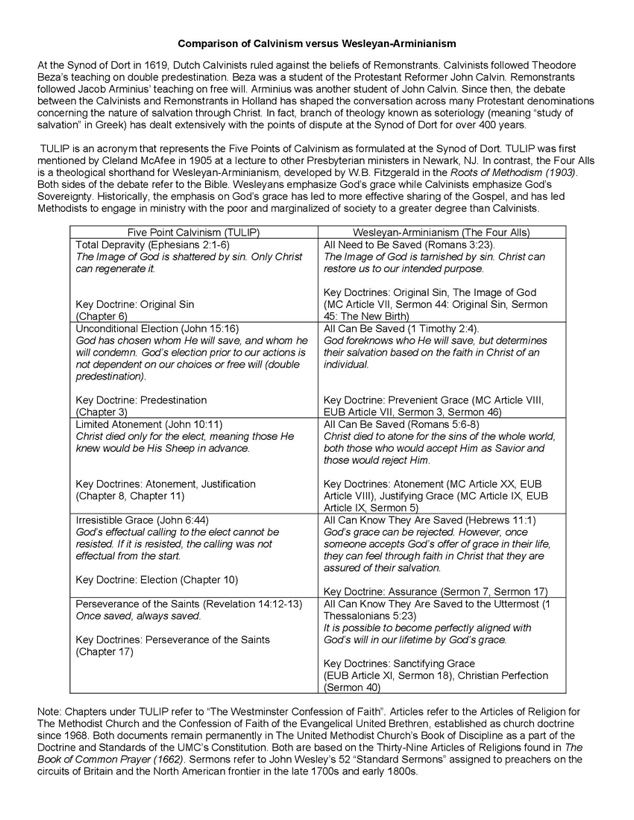 Comparison of Calvinism versus Wesleyan-Arminianism
At the Synod of Dort in 1619, Dutch Calvinists ruled against the beliefs of Remonstrants. Calvinists followed Theodore
Beza's teaching on double predestination. Beza was a student of the Protestant Reformer John Calvin. Remonstrants
followed Jacob Arminius' teaching on free will. Arminius was another student of John Calvin. Since then, the debate
between the Calvinists and Remonstrants in Holland has shaped the conversation across many Protestant denominations
concerning the nature of salvation through Christ. In fact, branch of theology known as soteriology (meaning "study of
salvation" in Greek) has dealt extensively with the points of dispute at the Synod of Dort for over 400 years.
TULIP is an acronym that represents the Five Points of Calvinism as formulated at the Synod of Dort. TULIP was first
mentioned by Cleland McAfee in 1905 at a lecture to other Presbyterian ministers in Newark, NJ. In contrast, the Four Alls
is a theological shorthand for Wesleyan-Arminianism, developed by W.B. Fitzgerald in the Roots of Methodism (1903).
Both sides of the debate refer to the Bible. Wesleyans emphasize God's grace while Calvinists emphasize God's
Sovereignty. Historically, the emphasis on God's grace has led to more effective sharing of the Gospel, and has led
Methodists to engage in ministry with the poor and marginalized of society to a greater degree than Calvinists.
Five Point Calvinism (TULIP)
Wesleyan-Arminianism (The Four Alls)
Total Depravity (Ephesians 2:1-6)
The Image of God is shattered by sin. Only Christ
can regenerate it.
Key Doctrine: Original Sin
(Chapter 6)
All Need to Be Saved (Romans 3:23).
The Image of God is tarnished by sin. Christ can
restore us to our intended purpose.
Key Doctrines: Original Sin, The Image of God
(MC Article VII, Sermon 44: Original Sin, Sermon
45: The New Birth)
Unconditional Election (John 15:16)
God has chosen whom He will save, and whom he
will condemn. God's election prior to our actions is
not dependent on our choices or free will (double
predestination).
Key Doctrine: Predestination
(Chapter 3)
All Can Be Saved (1 Timothy 2:4).
God foreknows who He will save, but determines
their salvation based on the faith in Christ of an
individual.
Key Doctrine: Prevenient Grace (MC Article VIII,
EUB Article VII, Sermon 3, Sermon 46)
Limited Atonement (John 10:11)
Christ died only for the elect, meaning those He
knew would be His Sheep in advance.
Key Doctrines: Atonement, Justification
(Chapter 8, Chapter 11)
All Can Be Saved (Romans 5:6-8)
Christ died to atone for the sins of the whole world,
both those who would accept Him as Savior and
those would reject Him.
Key Doctrines: Atonement (MC Article XX, EUB
Article VIII), Justifying Grace (MC Article IX, EUB
Article IX, Sermon 5)
Irresistible Grace (John 6:44)
God's effectual calling to the elect cannot be
resisted. If it is resisted, the calling was not
effectual from the start.
Key Doctrine: Election (Chapter 10)
All Can Know They Are Saved (Hebrews 11:1)
God's grace can be rejected. However, once
someone accepts God's offer of grace in their life,
they can feel through faith in Christ that they are
assured of their salvation.
Key Doctrine: Assurance (Sermon 7, Sermon 17)
Perseverance of the Saints (Revelation 14:12-13)
Once saved, always saved.
Key Doctrines: Perseverance of the Saints
(Chapter 17)
All Can Know They Are Saved to the Uttermost (1
Thessalonians 5:23)
It is possible to become perfectly aligned with
God's will in our lifetime by God's grace.
Key Doctrines: Sanctifying Grace
(EUB Article XI, Sermon 18), Christian Perfection
(Sermon 40)
Note: Chapters under TULIP refer to "The Westminster Confession of Faith". Articles refer to the Articles of Religion for
The Methodist Church and the Confession of Faith of the Evangelical United Brethren, established as church doctrine
since 1968. Both documents remain permanently in The United Methodist Church's Book of Discipline as a part of the
Doctrine and Standards of the UMC's Constitution. Both are based on the Thirty-Nine Articles of Religions found in The
Book of Common Prayer (1662). Sermons refer to John Wesley's 52 "Standard Sermons" assigned to preachers on the
circuits of Britain and the North American frontier in the late 1700s and early 1800s.